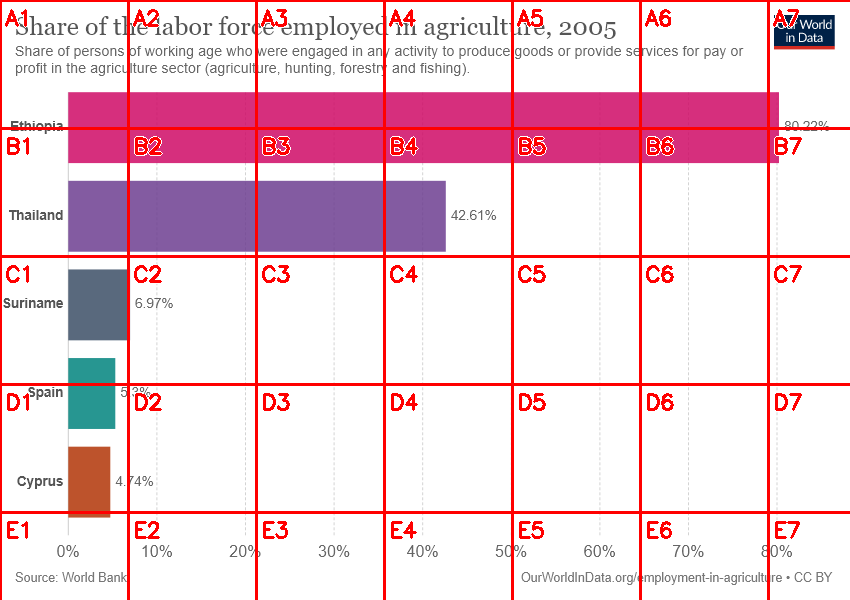 Share of the labor force employed in agriculture, 2005
Our World
in Data
Share of persons of working age who were engaged in any activity to produce goods or provide services for pay or
profit in the agriculture sector (agriculture, hunting, forestry and fishing).
A1 A2 A3 A4 A5 A6 A7
Ethiopia 80.22%
B1 B2 B3 B4 B5 B6 B7
Thailand 42.61%
C1 C2 C3 C4 C5 C6 C7
Suriname 6.97%
Spain 5.3%
D1 D2 D3 D4 D5 D6 D7
Cyprus 4.74%
E1 E2 E3 E4 E5 E6 E7
0% 10% 20% 30% 40% 50% 60% 70% 80%
Source: World Bank OurWorldInData.org/employment-in-agriculture • CC BY